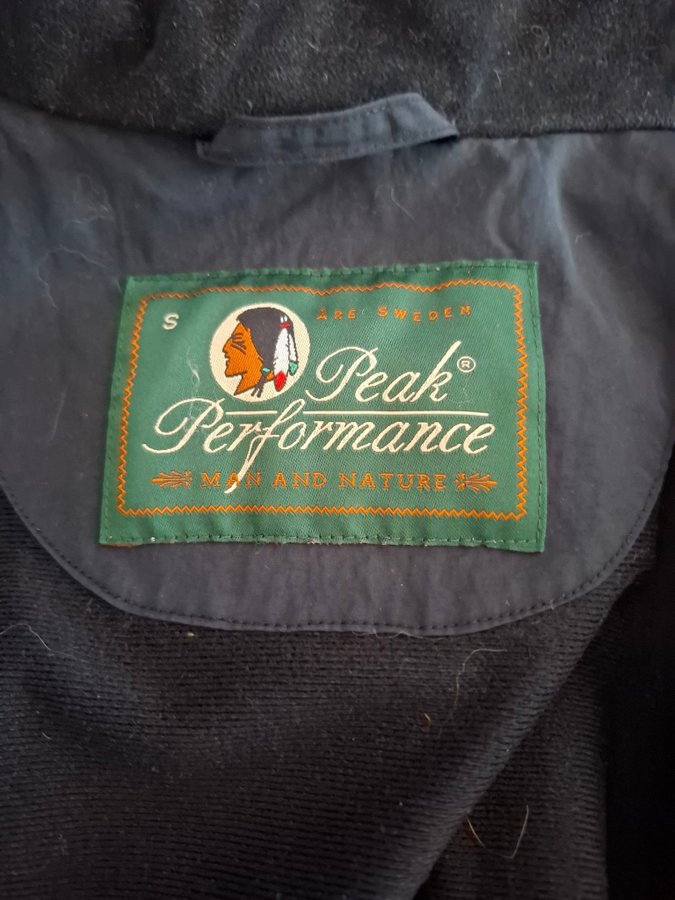 S
ÅRE SWEDEN
Peak®
Performance
MAN AND NATURE